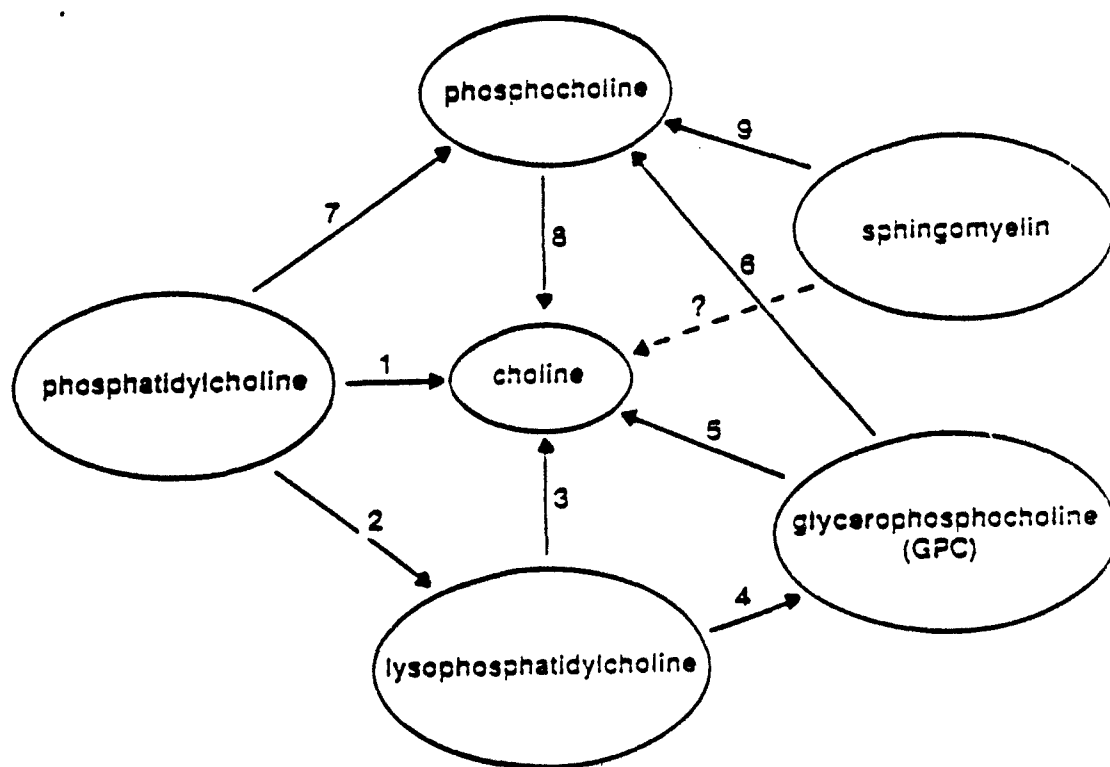 phosphocholine
9
sphingomyelin
7
8
6
?
phosphatidylcholine
1
choline
5
2
3
glycerophosphocholine
(GPC)
4
lysophosphatidylcholine